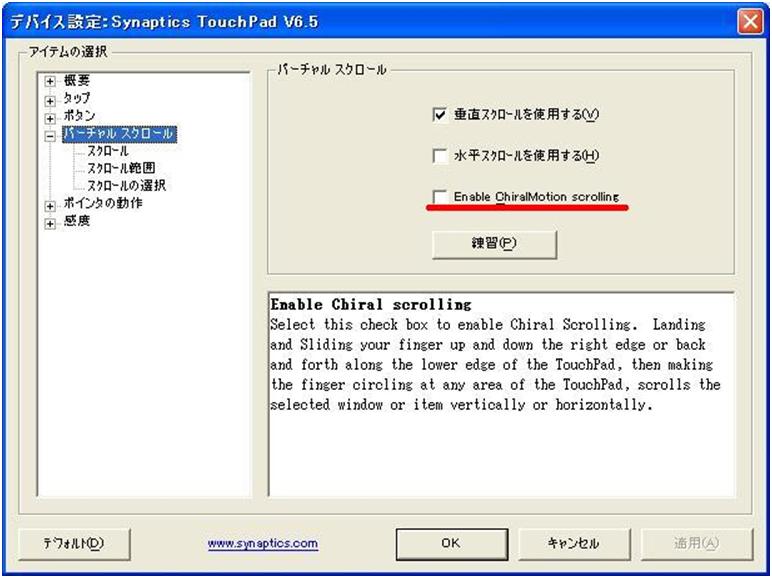 デバイス設定: Synaptics TouchPad V6.5
アイテムの選択
概要
タップ
ボタン
バーチャル スクロール
スクロール
スクロール範囲
スクロールの選択
ポインタの動作
感度
バーチャル スクロール
垂直スクロールを使用する(V)
水平スクロールを使用する(H)
Enable ChiralMotion scrolling
練習(P)
Enable Chiral scrolling
Select this check box to enable Chiral Scrolling. Landing
and Sliding your finger up and down the right edge or back
and forth along the lower edge of the TouchPad, then making
the finger circling at any area of the TouchPad, scrolls the
selected window or item vertically or horizontally.
デフォルト(D)
www.synaptics.com
OK
キャンセル
適用(A)